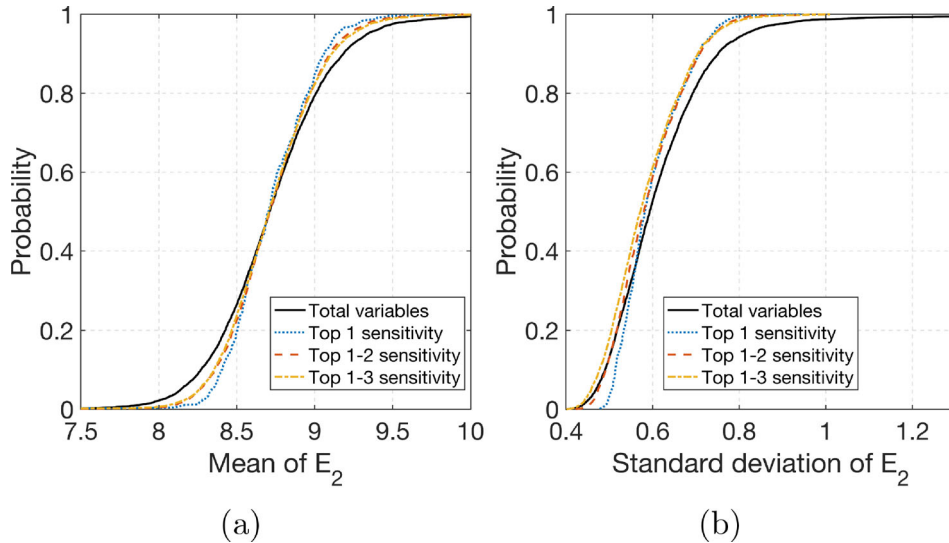 1
0.8
0.6
0.4
0.2
0
Probability
7.5 8 8.5 9 9.5 10
Mean of E₂
Total variables
Top 1 sensitivity
Top 1-2 sensitivity
Top 1-3 sensitivity
(a)
1
0.8
0.6
0.4
0.2
0
Probability
0.4 0.6 0.8 1 1.2
Standard deviation of E₂
Total variables
Top 1 sensitivity
Top 1-2 sensitivity
Top 1-3 sensitivity
(b)